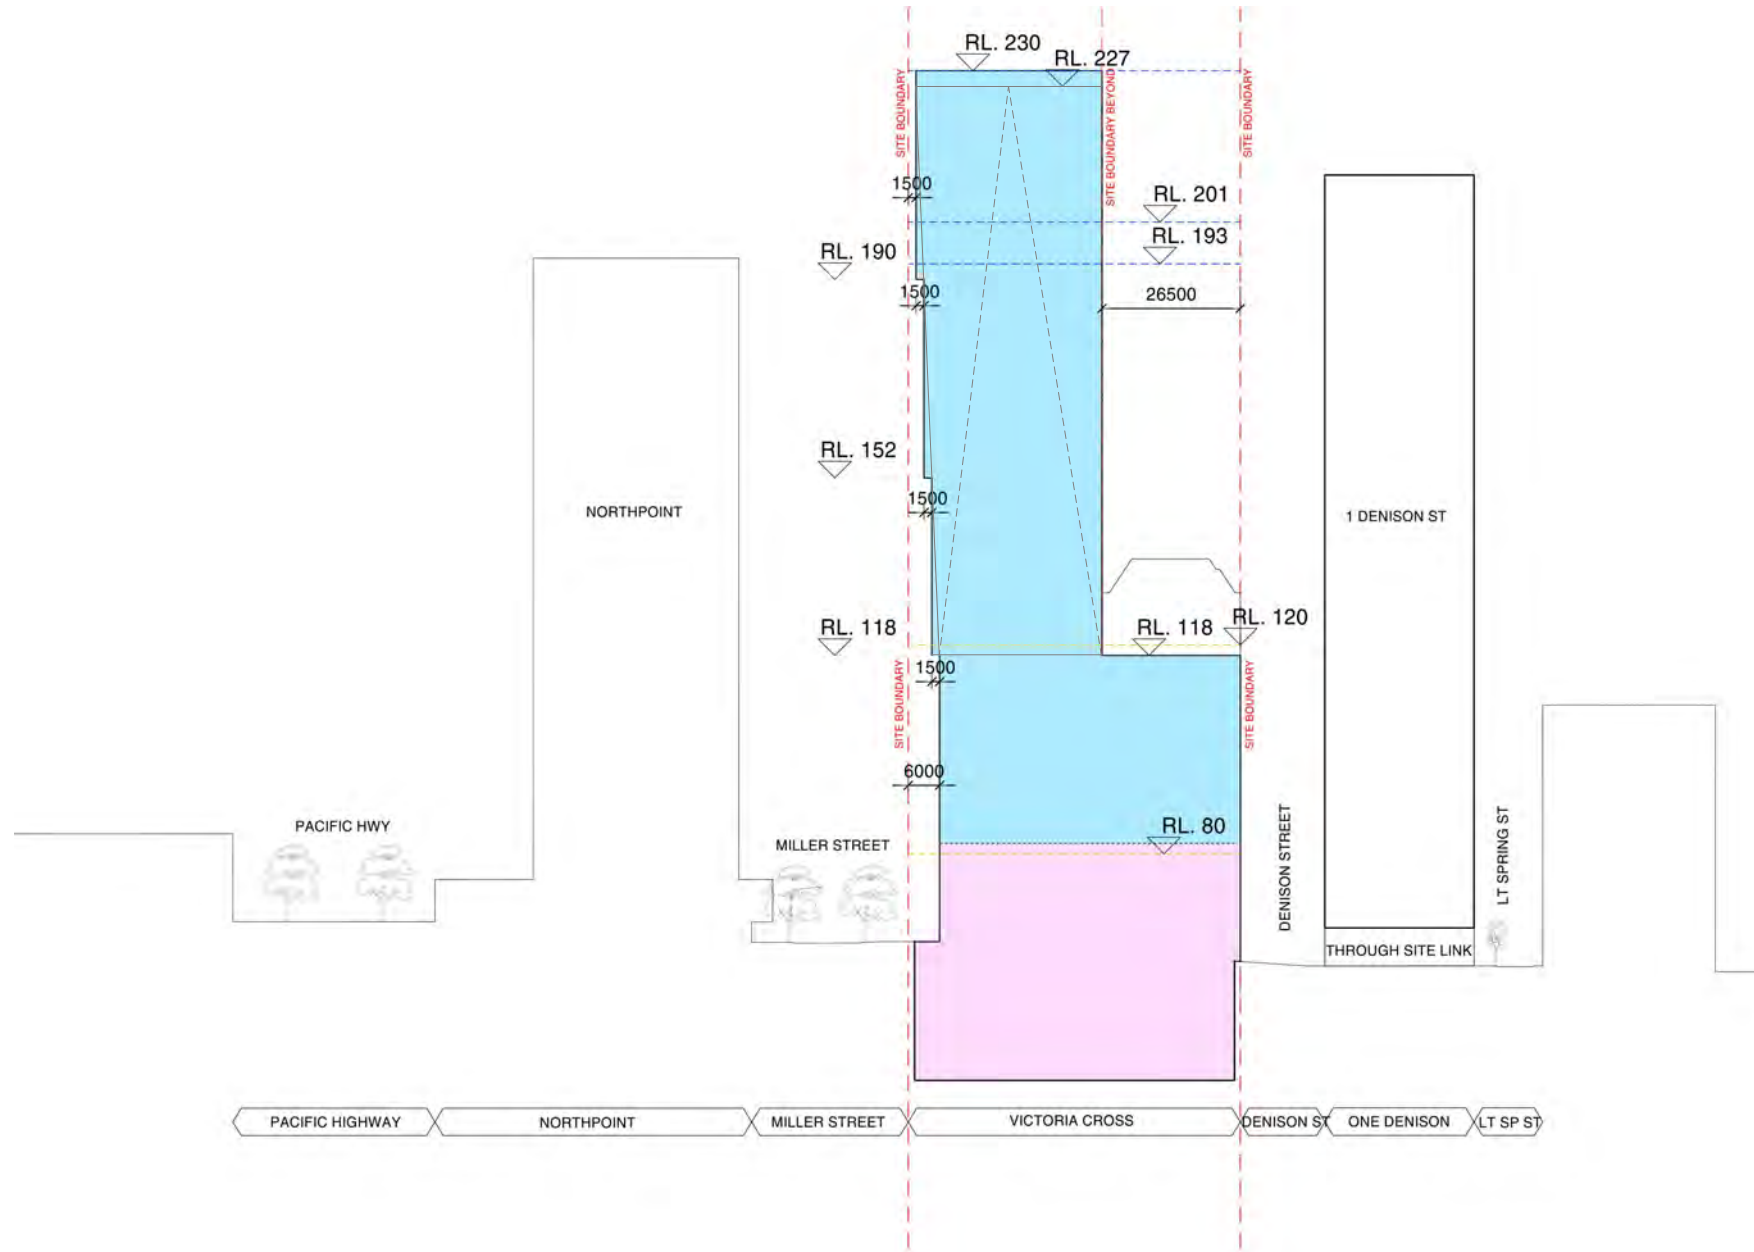 RL. 230
RL. 227
SITE BOUNDARY
SITE BOUNDARY BEYOND
SITE BOUNDARY
1500
RL. 201
RL. 193
RL. 190
1500
26500
RL. 152
1500
NORTHPOINT
1 DENISON ST
RL. 118
RL. 118
RL. 120
1500
SITE BOUNDARY
SITE BOUNDARY
6000
PACIFIC HWY
MILLER STREET
RL. 80
DENISON STREET
LT SPRING ST
THROUGH SITE LINK
PACIFIC HIGHWAY
NORTHPOINT
MILLER STREET
VICTORIA CROSS
DENISON ST
ONE DENISON
LT SP ST